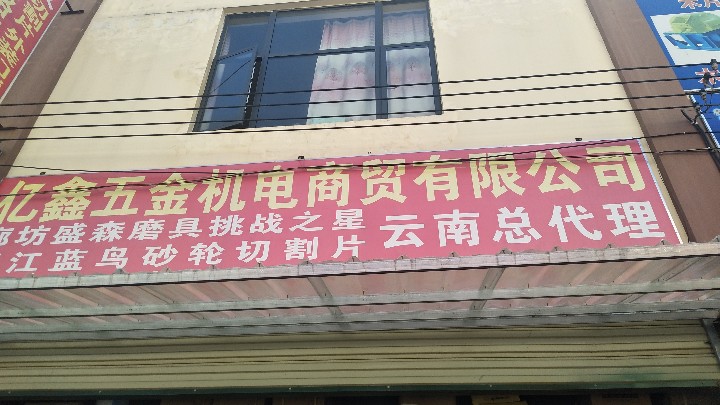 亿鑫五金机电商贸有限公司
廊坊盛森磨具挑战之星
江蓝鸟砂轮切割片
云南总代理